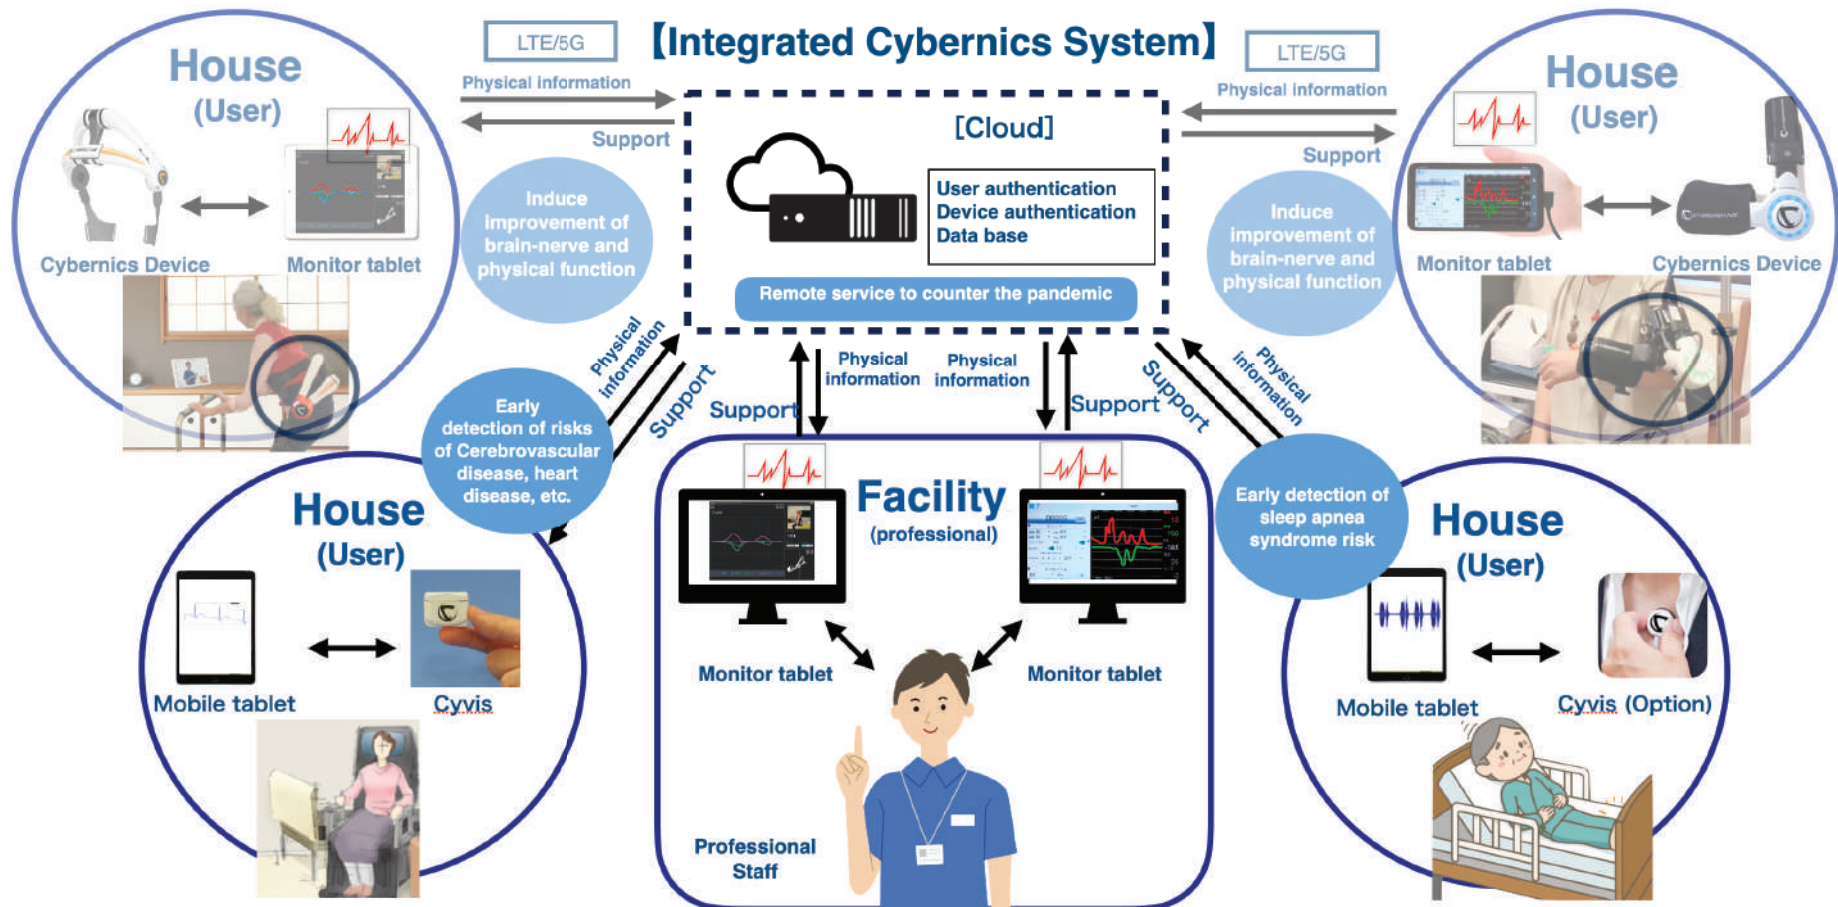 【Integrated Cybernics System】
LTE/5G
Physical information
Support
House
(User)
Cybernics Device
Monitor tablet
Induce
improvement of
brain-nerve and
physical function
[Cloud]
User authentication
Device authentication
Data base
Remote service to counter the pandemic
LTE/5G
Physical information
Support
Induce
improvement of
brain-nerve and
physical function
House
(User)
Monitor tablet
Cybernics Device
Physical
information
Support
Early
detection of risks
of Cerebrovascular
disease, heart
disease, etc.
House
(User)
Mobile tablet
Cyvis
Support
Physical
information
Physical
information
Support
Facility
(professional)
Monitor tablet
Monitor tablet
Professional
Staff
Support
Physical
information
Early detection of
sleep apnea
syndrome risk
House
(User)
Mobile tablet
Cyvis (Option)